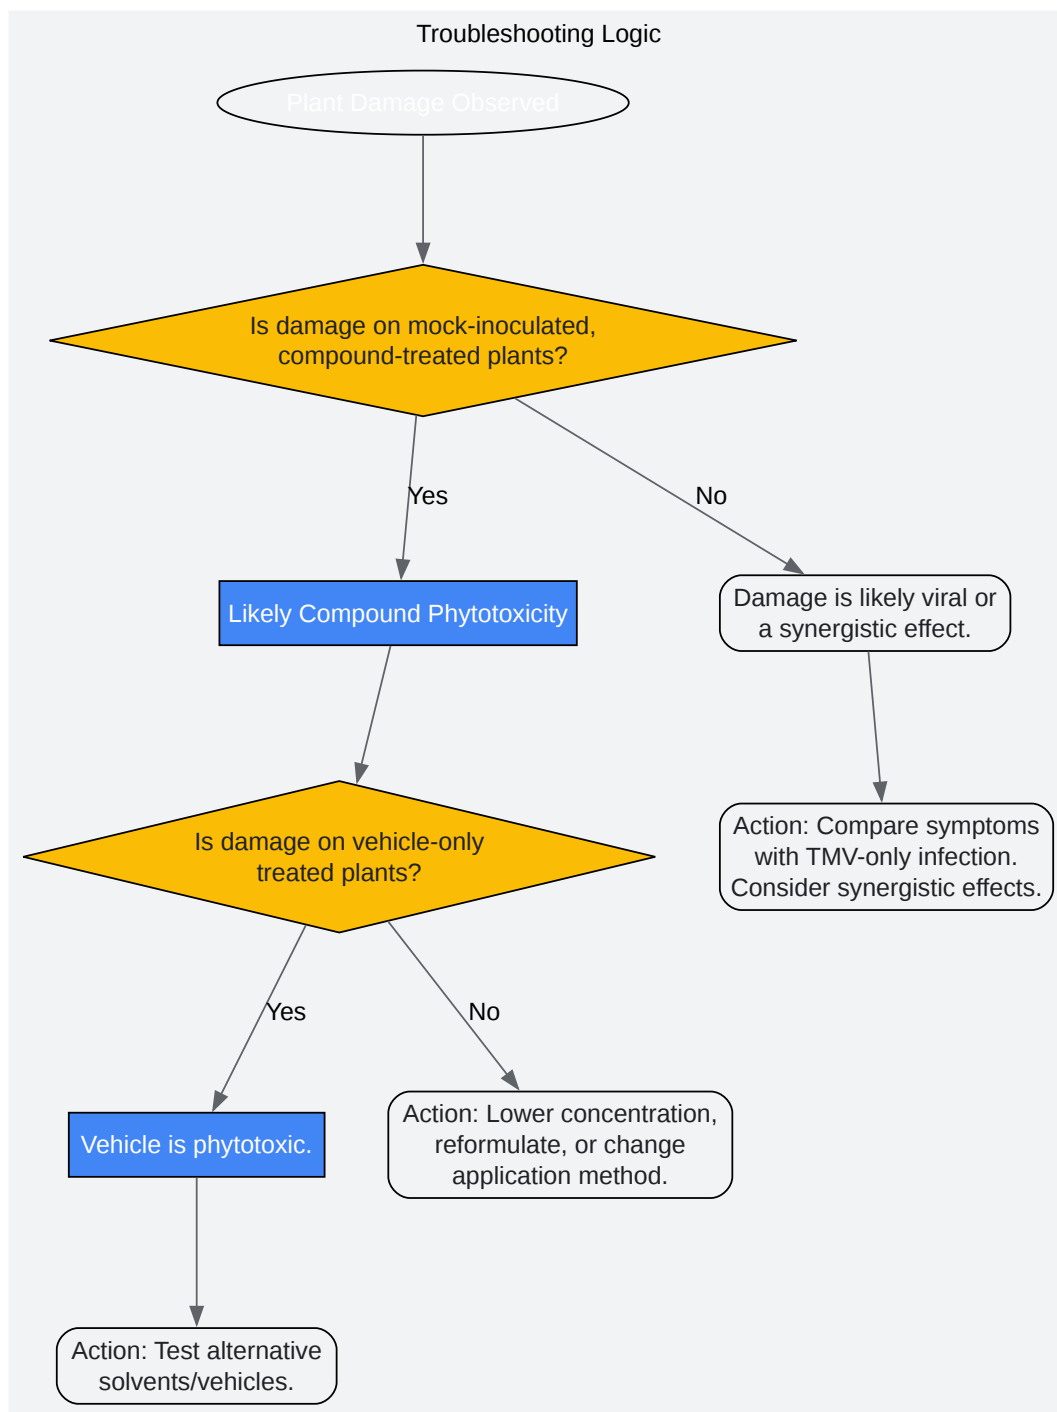 Troubleshooting Logic
Plant Damage Observed
Is damage on mock-inoculated,
compound-treated plants?
Yes
No
Likely Compound Phytotoxicity
Damage is likely viral or
a synergistic effect.
Is damage on vehicle-only
treated plants?
Action: Compare symptoms
with TMV-only infection.
Consider synergistic effects.
Yes
No
Vehicle is phytotoxic.
Action: Lower concentration,
reformulate, or change
application method.
Action: Test alternative
solvents/vehicles.